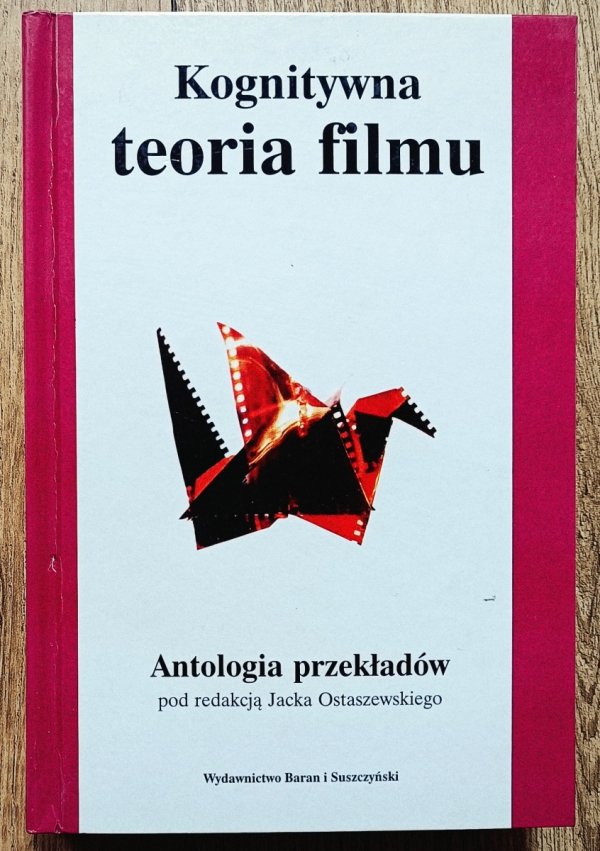 Kognitywna
teoria filmu
Antologia przekładów
pod redakcją Jacka Ostaszewskiego
Wydawnictwo Baran i Suszczyński